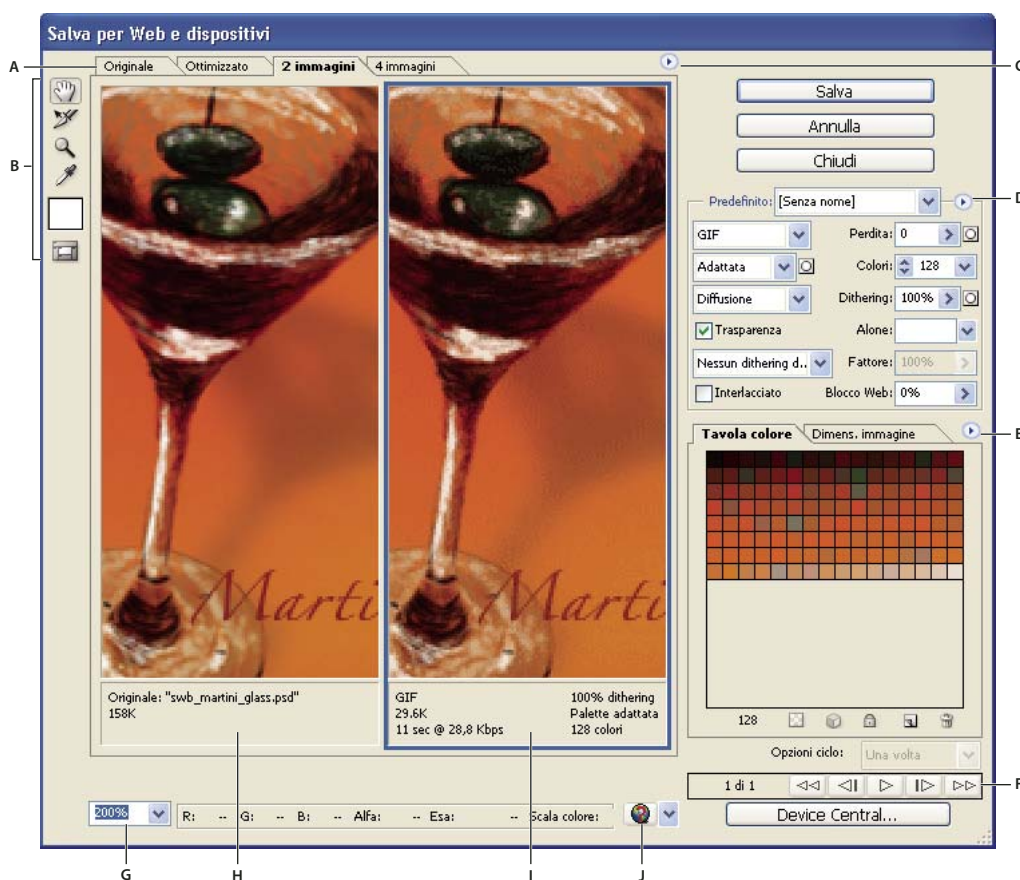 Salva per Web e dispositivi
A
Originale
Ottimizzato
2 immagini
4 immagini
B
Salva
Annulla
Chiudi
Predefinito: [Senza nome]
GIF
Perdita: 0
Adattata
Colori: 128
Diffusione
Dithering: 100%
Trasparenza
Alone:
Nessun dithering d..
Fattore: 100%
Interlacciato
Blocco Web: 0%
E
Tavola colore
Dimens. immagine
Marti
Marti
Originale: "swb_martini_glass.psd"
158K
GIF
29.6K
11 sec @ 28,8 Kbps
100% dithering
Palette adattata
128 colori
128
Opzioni ciclo: Una volta
1 di 1
F
200%
R: -- G: -- B: -- Alfa: -- Esa: -- Scala colore:
Device Central...
G
H
I
J